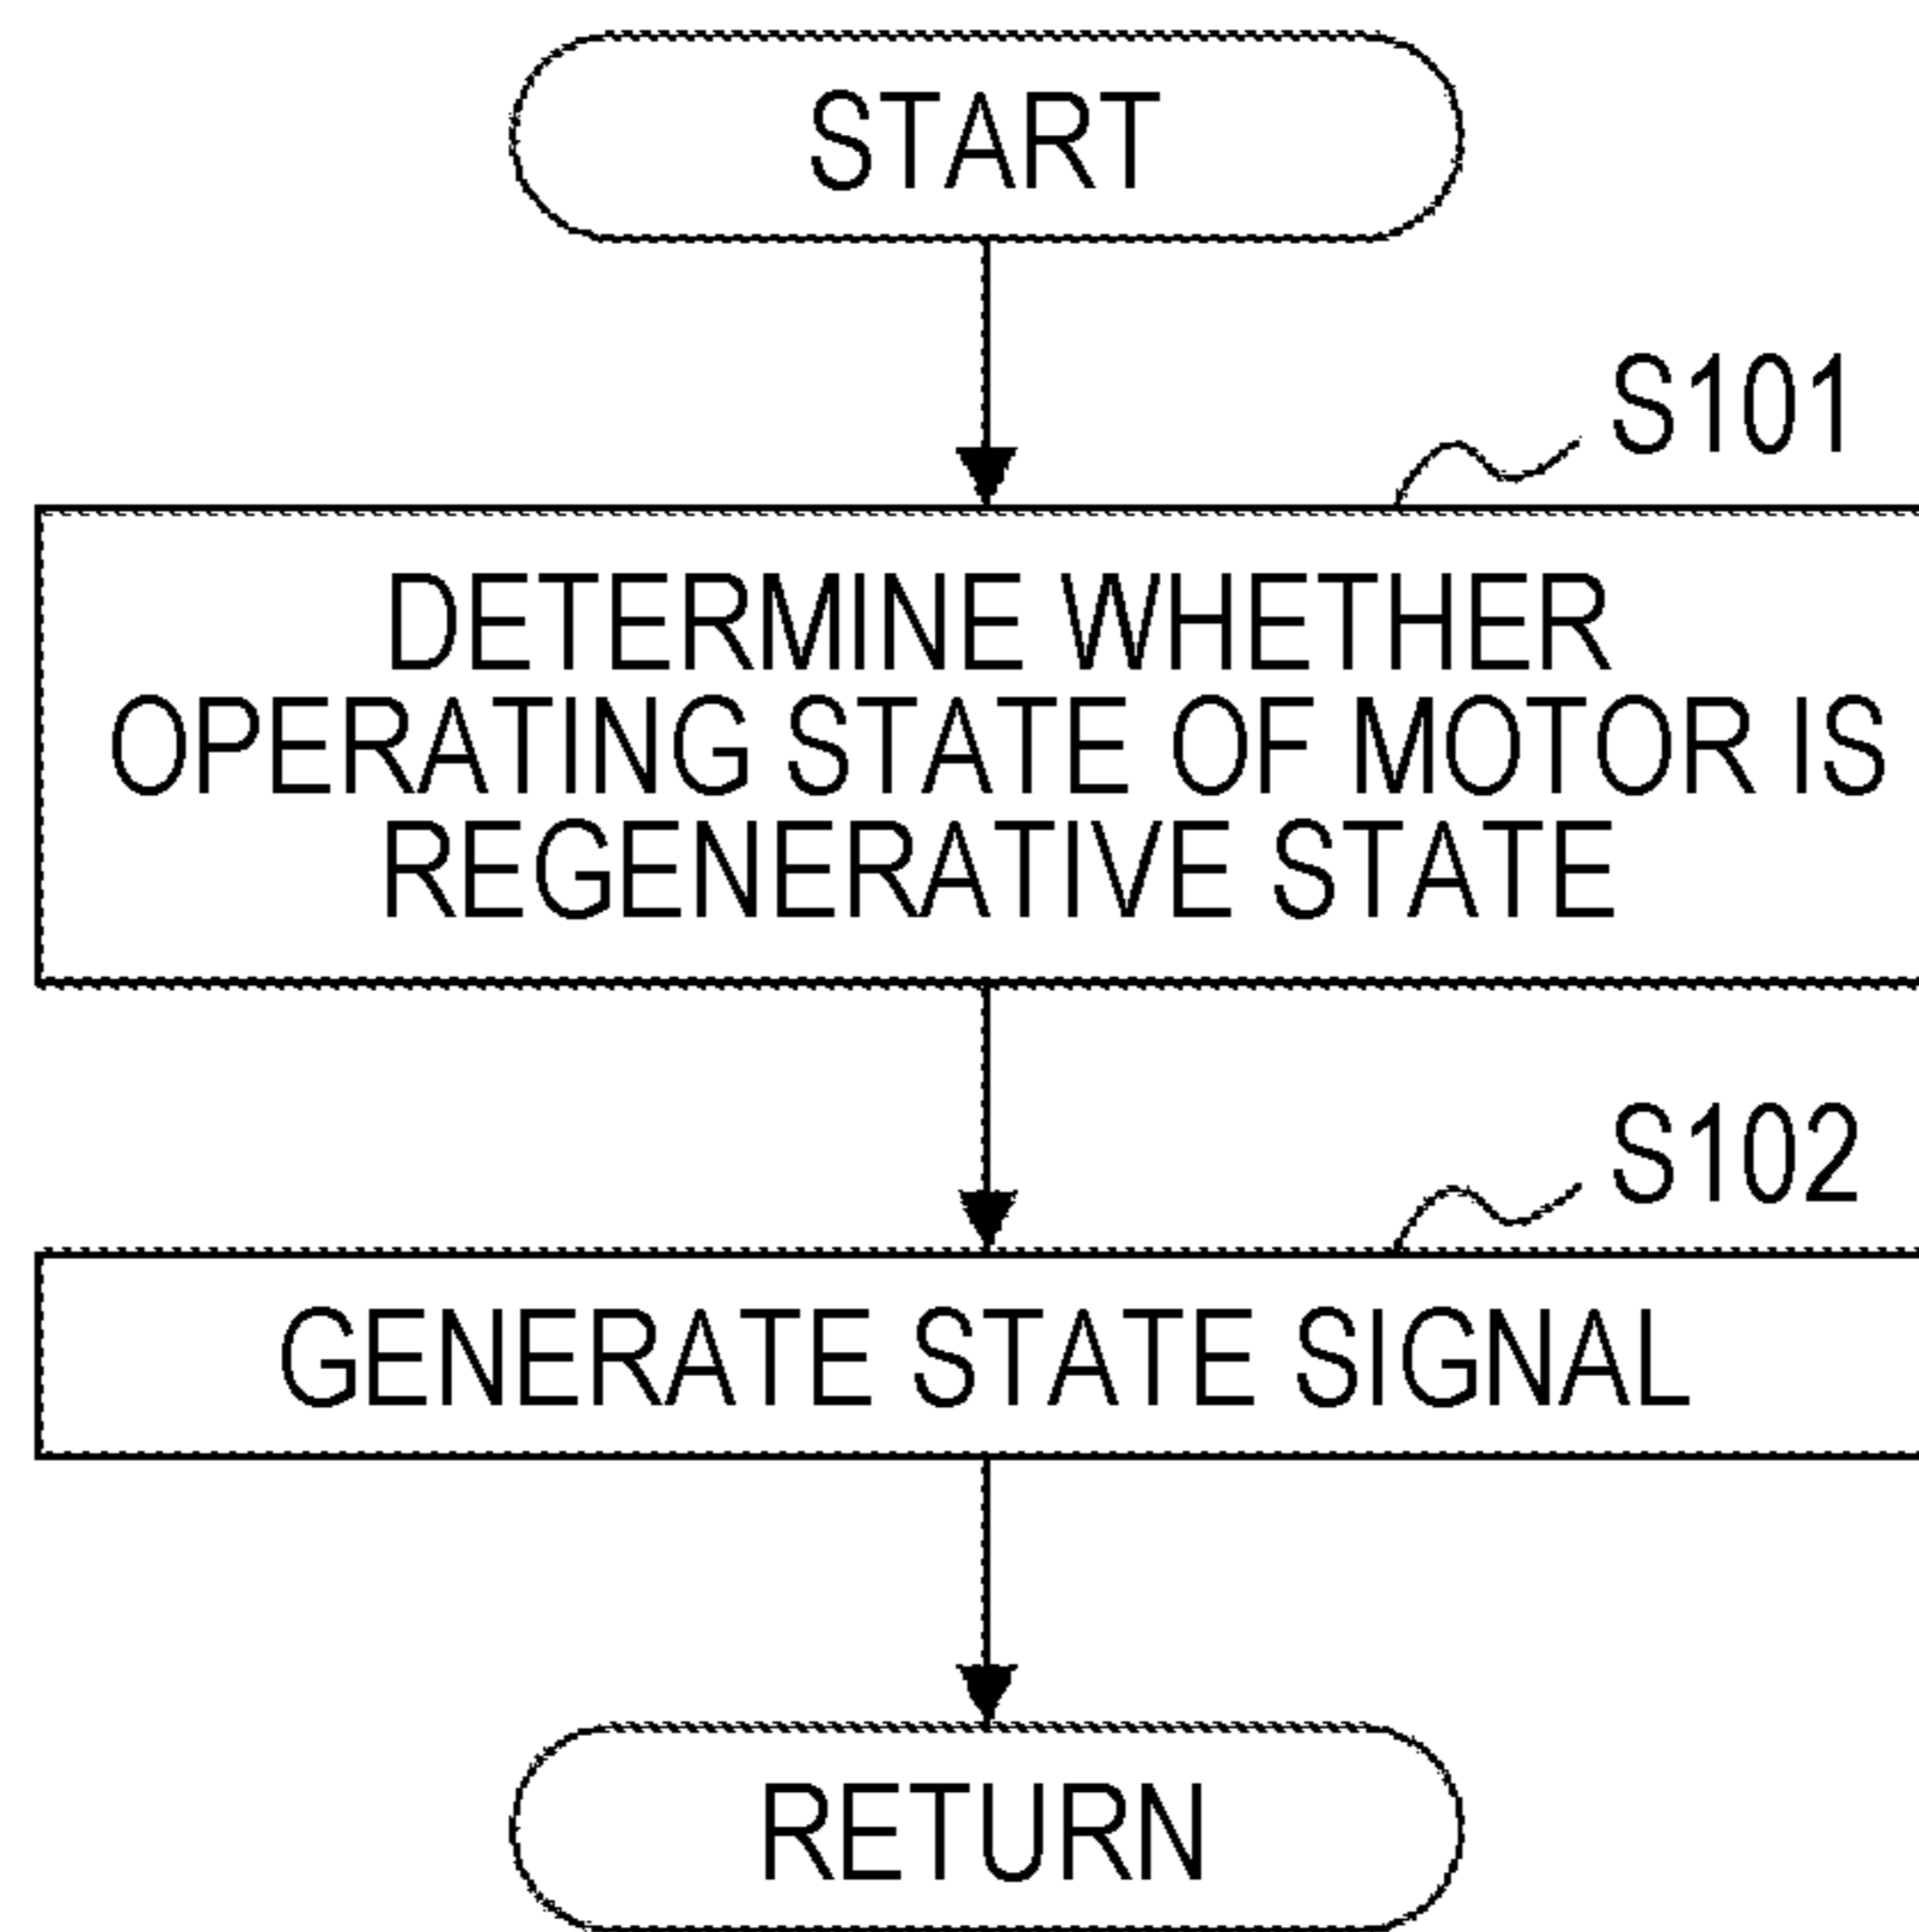 START
S101
DETERMINE WHETHER
OPERATING STATE OF MOTOR IS
REGENERATIVE STATE
S102
GENERATE STATE SIGNAL
RETURN